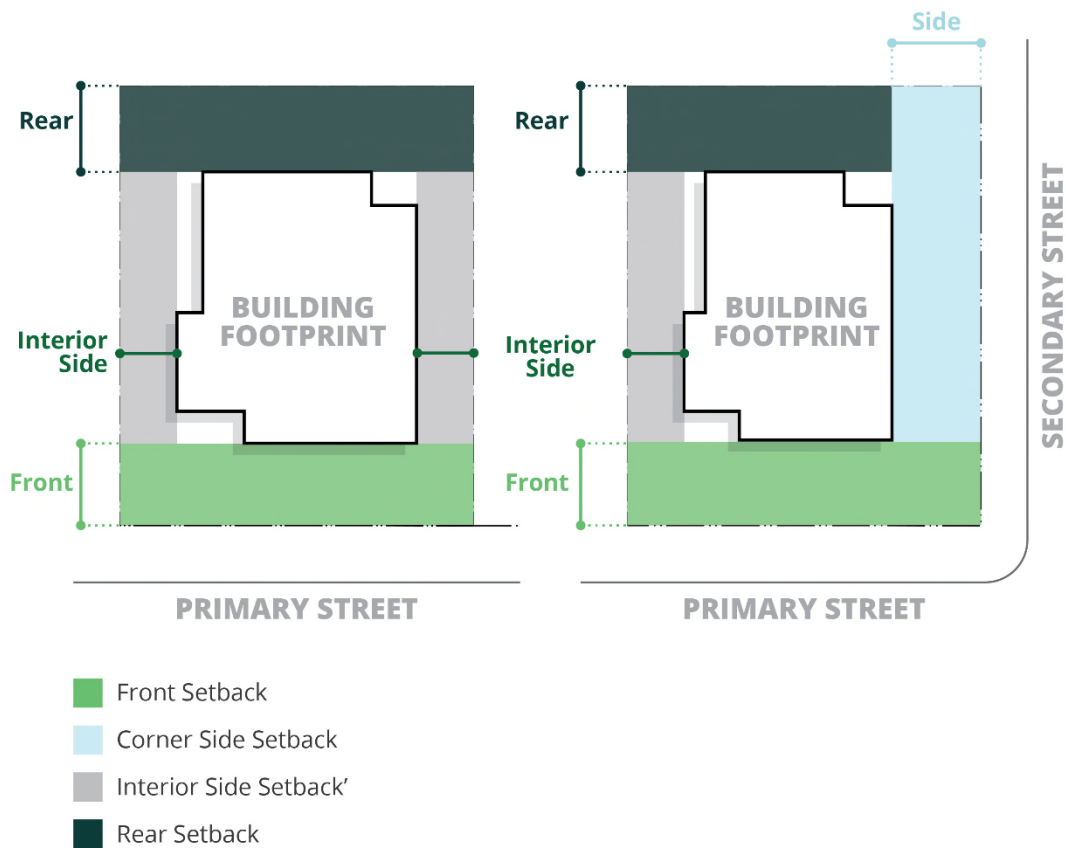 Side
Rear
Rear
BUILDING
FOOTPRINT
BUILDING
FOOTPRINT
Interior
Side
Interior
Side
SECONDARY STREET
Front
Front
PRIMARY STREET
PRIMARY STREET
Front Setback
Corner Side Setback
Interior Side Setback’
Rear Setback